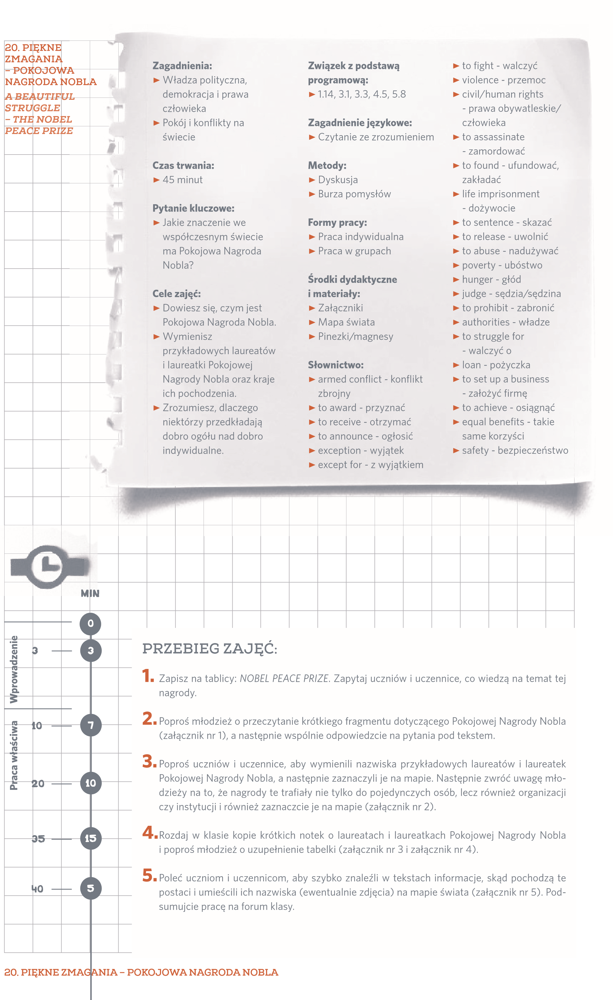 20. PIĘKNE
ZMAGANIA
– POKOJOWA
NAGRODA NOBLA
A BEAUTIFUL
STRUGGLE
– THE NOBEL
PEACE PRIZE
Zagadnienia:
► Władza polityczna,
demokracja i prawa
człowieka
► Pokój i konflikty na
świecie
Czas trwania:
► 45 minut
Pytanie kluczowe:
► Jakie znaczenie we
współczesnym świecie
ma Pokojowa Nagroda
Nobla?
Cele zajęć:
► Dowiesz się, czym jest
Pokojowa Nagroda Nobla.
► Wymienisz
przykładowych laureatów
i laureatki Pokojowej
Nagrody Nobla oraz kraje
ich pochodzenia.
► Zrozumiesz, dlaczego
niektórzy przedkładają
dobro ogółu nad dobro
indywidualne.
Związek z podstawą
programową:
► 1.14, 3.1, 3.3, 4.5, 5.8
Zagadnienie językowe:
► Czytanie ze zrozumieniem
Metody:
► Dyskusja
► Burza pomysłów
Formy pracy:
► Praca indywidualna
► Praca w grupach
Środki dydaktyczne
i materiały:
► Załączniki
► Mapa świata
► Pinezki/magnesy
Słownictwo:
► armed conflict - konflikt
zbrojny
► to award - przyznać
► to receive - otrzymać
► to announce - ogłosić
► exception - wyjątek
► except for - z wyjątkiem
► to fight - walczyć
► violence - przemoc
► civil/human rights
- prawa obywatleskie/
człowieka
► to assassinate
- zamordować
► to found - ufundować,
zakładać
► life imprisonment
- dożywocie
► to sentence - skazać
► to release - uwolnić
► to abuse - nadużywać
► poverty - ubóstwo
► hunger - głód
► judge - sędzia/sędzina
► to prohibit - zabronić
► authorities - władze
► to struggle for
- walczyć o
► loan - pożyczka
► to set up a business
- założyć firmę
► to achieve - osiągnąć
► equal benefits - takie
same korzyści
► safety - bezpieczeństwo
MIN
0
Wprowadzenie
3 3
Praca właściwa
10 7
20 10
35 15
40 5
PRZEBIEG ZAJĘĆ:
1. Zapisz na tablicy: NOBEL PEACE PRIZE. Zapytaj uczniów i uczennice, co wiedzą na temat tej
nagrody.
2. Poproś młodzież o przeczytanie krótkiego fragmentu dotyczącego Pokojowej Nagrody Nobla
(załącznik nr 1), a następnie wspólnie odpowiedzcie na pytania pod tekstem.
3. Poproś uczniów i uczennice, aby wymienili nazwiska przykładowych laureatów i laureatek
Pokojowej Nagrody Nobla, a następnie zaznaczyli je na mapie. Następnie zwróć uwagę mło-
dzieży na to, że nagrody te trafiały nie tylko do pojedynczych osób, lecz również organizacji
czy instytucji i również zaznaczcie je na mapie (załącznik nr 2).
4. Rozdaj w klasie kopie krótkich notek o laureatach i laureatkach Pokojowej Nagrody Nobla
i poproś młodzież o uzupełnienie tabelki (załącznik nr 3 i załącznik nr 4).
5. Poleć uczniom i uczennicom, aby szybko znaleźli w tekstach informacje, skąd pochodzą te
postaci i umieścili ich nazwiska (ewentualnie zdjęcia) na mapie świata (załącznik nr 5). Pod-
sumujcie pracę na forum klasy.
20. PIĘKNE ZMAGANIA – POKOJOWA NAGRODA NOBLA